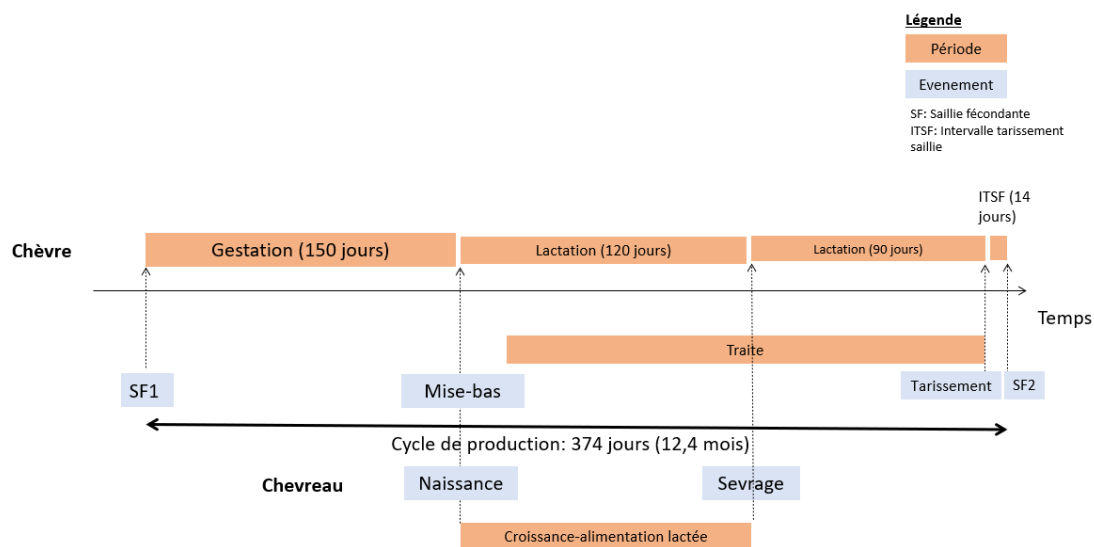 Légende
Période
Evenement
SF: Saillie fécondante
ITSF: Intervalle tarissement
saillie
ITSF (14
jours)
Chèvre
Gestation (150 jours)
Lactation (120 jours)
Lactation (90 jours)
Temps
Traite
SF1
Mise-bas
Tarissement
SF2
Cycle de production: 374 jours (12,4 mois)
Chevreau
Naissance
Sevrage
Croissance-alimentation lactée